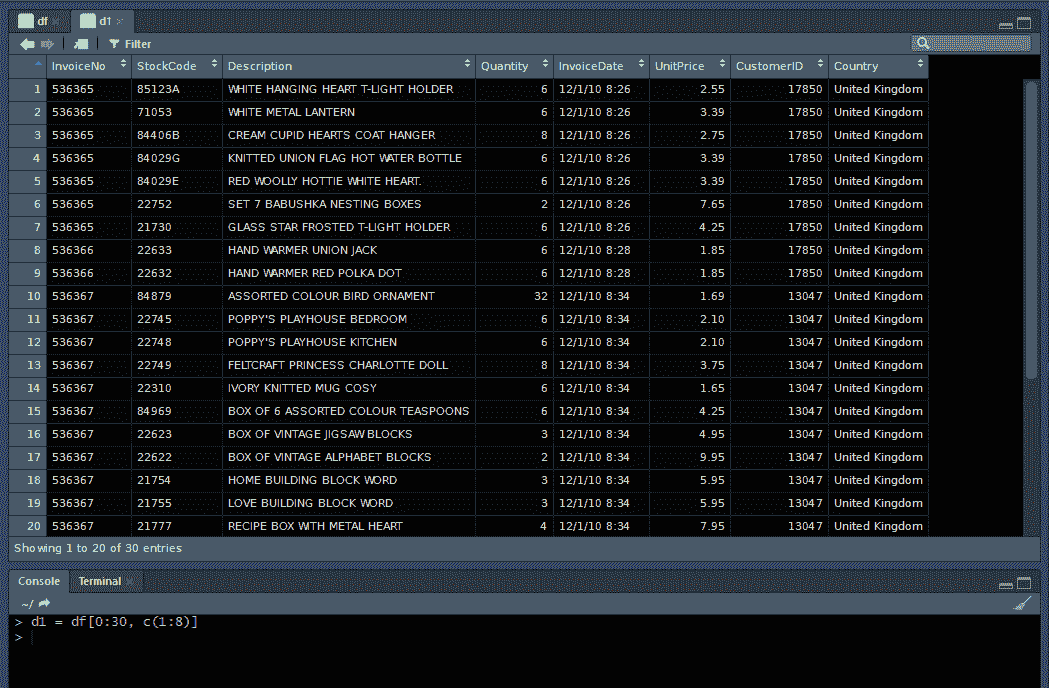 df d1
Filter
InvoiceNo StockCode Description Quantity InvoiceDate UnitPrice CustomerID Country
1 536365 85123A WHITE HANGING HEART T-LIGHT HOLDER 6 12/1/10 8:26 2.55 17850 United Kingdom
2 536365 71053 WHITE METAL LANTERN 6 12/1/10 8:26 3.39 17850 United Kingdom
3 536365 84406B CREAM CUPID HEARTS COAT HANGER 8 12/1/10 8:26 2.75 17850 United Kingdom
4 536365 84029G KNITTED UNION FLAG HOT WATER BOTTLE 6 12/1/10 8:26 3.39 17850 United Kingdom
5 536365 84029E RED WOOLLY HOTTIE WHITE HEART. 6 12/1/10 8:26 3.39 17850 United Kingdom
6 536365 22752 SET 7 BABUSHKA NESTING BOXES 2 12/1/10 8:26 7.65 17850 United Kingdom
7 536365 21730 GLASS STAR FROSTED T-LIGHT HOLDER 6 12/1/10 8:26 4.25 17850 United Kingdom
8 536366 22633 HAND WARMER UNION JACK 6 12/1/10 8:28 1.85 17850 United Kingdom
9 536366 22632 HAND WARMER RED POLKA DOT 6 12/1/10 8:28 1.85 17850 United Kingdom
10 536367 84879 ASSORTED COLOUR BIRD ORNAMENT 32 12/1/10 8:34 1.69 13047 United Kingdom
11 536367 22745 POPPY'S PLAYHOUSE BEDROOM 6 12/1/10 8:34 2.10 13047 United Kingdom
12 536367 22748 POPPY'S PLAYHOUSE KITCHEN 6 12/1/10 8:34 2.10 13047 United Kingdom
13 536367 22749 FELTCRAFT PRINCESS CHARLOTTE DOLL 8 12/1/10 8:34 3.75 13047 United Kingdom
14 536367 22310 IVORY KNITTED MUG COSY 6 12/1/10 8:34 1.65 13047 United Kingdom
15 536367 84969 BOX OF 6 ASSORTED COLOUR TEASPOONS 6 12/1/10 8:34 4.25 13047 United Kingdom
16 536367 22623 BOX OF VINTAGE JIGSAW BLOCKS 3 12/1/10 8:34 4.95 13047 United Kingdom
17 536367 22622 BOX OF VINTAGE ALPHABET BLOCKS 2 12/1/10 8:34 9.95 13047 United Kingdom
18 536367 21754 HOME BUILDING BLOCK WORD 3 12/1/10 8:34 5.95 13047 United Kingdom
19 536367 21755 LOVE BUILDING BLOCK WORD 3 12/1/10 8:34 5.95 13047 United Kingdom
20 536367 21777 RECIPE BOX WITH METAL HEART 4 12/1/10 8:34 7.95 13047 United Kingdom
Showing 1 to 20 of 30 entries
Console Terminal
~/
> d1 = df[0:30, c(1:8)]
>